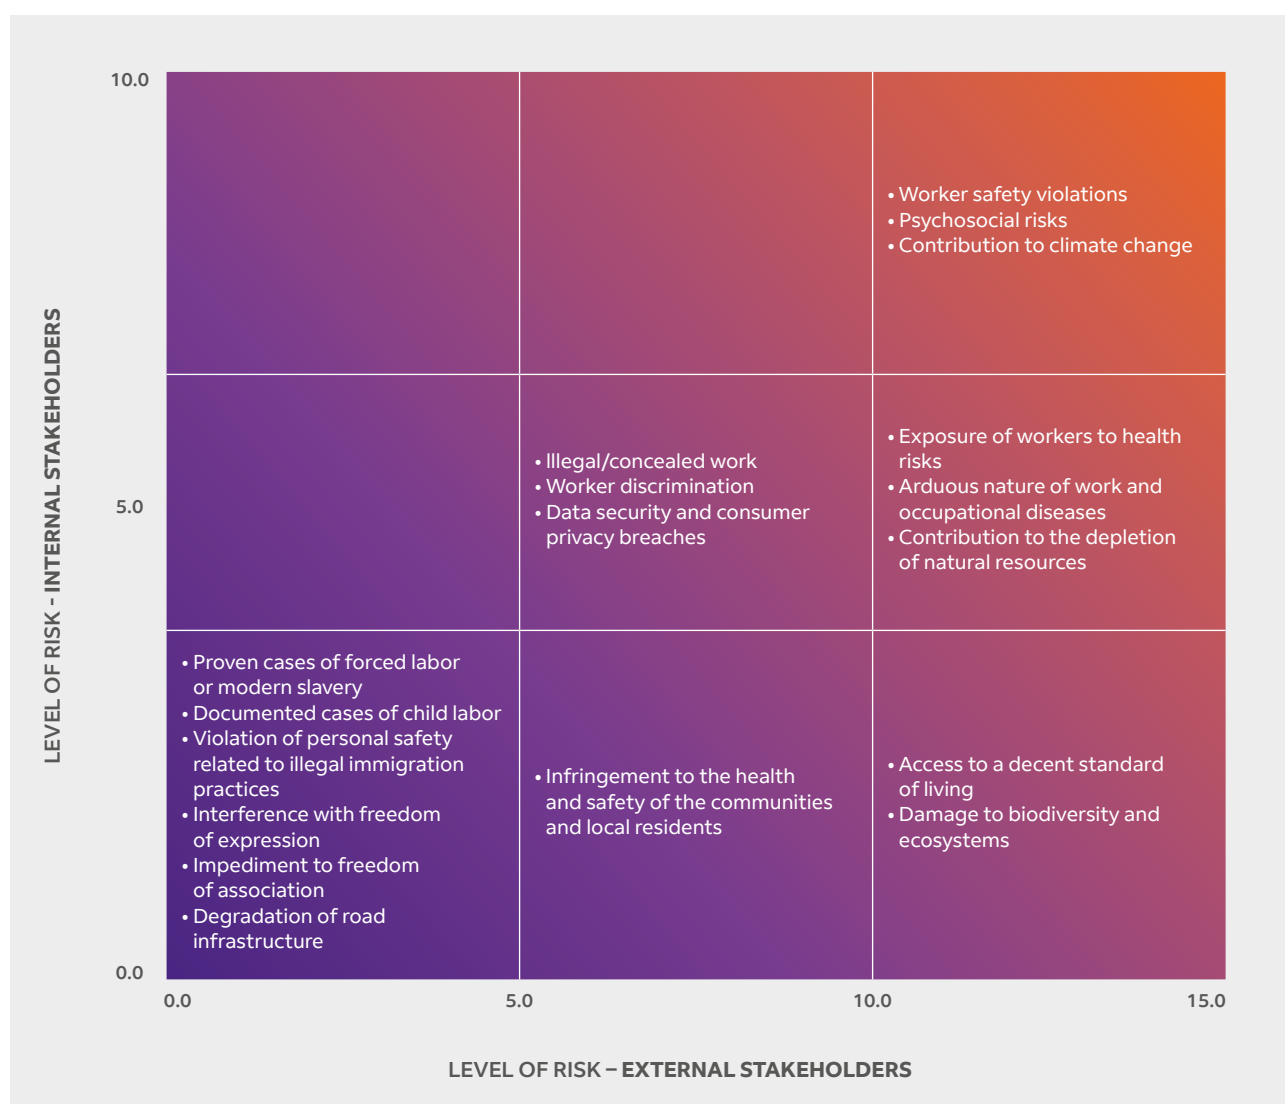 10.0
• Worker safety violations
• Psychosocial risks
• Contribution to climate change
LEVEL OF RISK - INTERNAL STAKEHOLDERS
5.0
• Illegal/concealed work
• Worker discrimination
• Data security and consumer
privacy breaches
• Exposure of workers to health
risks
• Arduous nature of work and
occupational diseases
• Contribution to the depletion
of natural resources
• Proven cases of forced labor
or modern slavery
• Documented cases of child labor
• Violation of personal safety
related to illegal immigration
practices
• Interference with freedom
of expression
• Impediment to freedom
of association
• Degradation of road
infrastructure
• Infringement to the health
and safety of the communities
and local residents
• Access to a decent standard
of living
• Damage to biodiversity and
ecosystems
0.0
0.0 5.0 10.0 15.0
LEVEL OF RISK – EXTERNAL STAKEHOLDERS